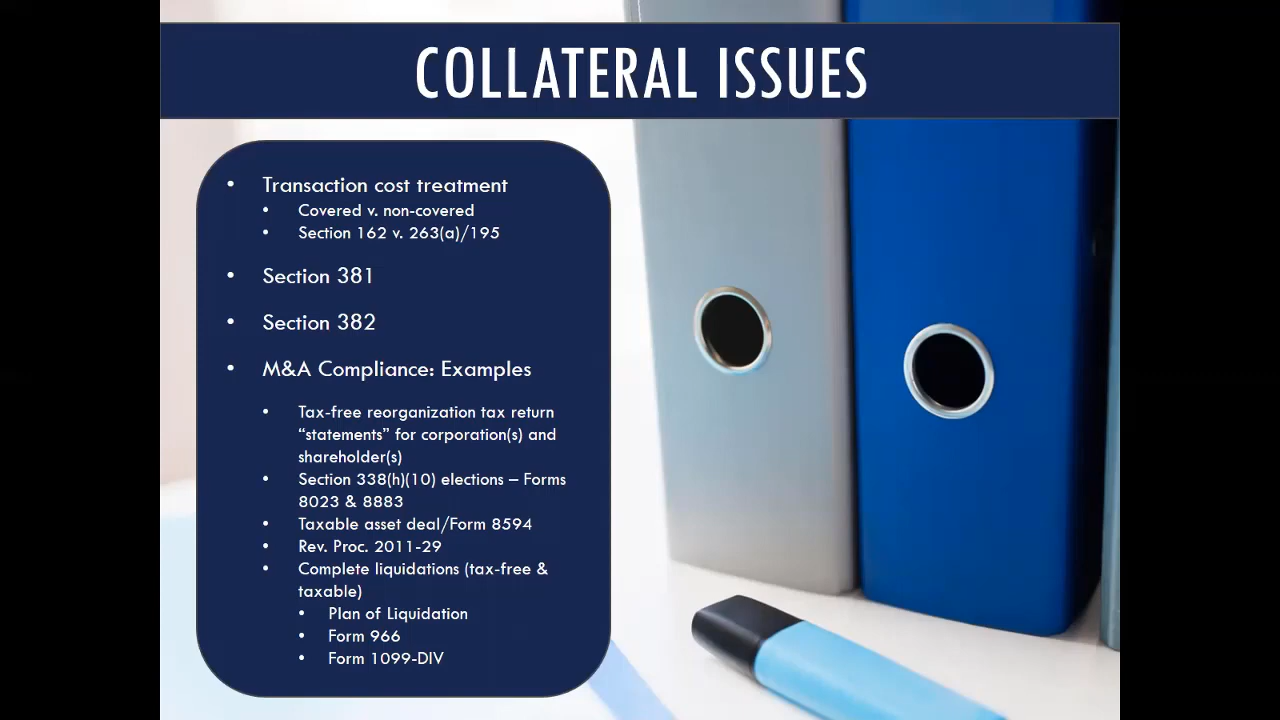 COLLATERAL ISSUES
• Transaction cost treatment
• Covered v. non-covered
• Section 162 v. 263(a)/195
• Section 381
• Section 382
• M&A Compliance: Examples
• Tax-free reorganization tax return
“statements” for corporation(s) and
shareholder(s)
• Section 338(h)(10) elections – Forms
8023 & 8883
• Taxable asset deal/Form 8594
• Rev. Proc. 2011-29
• Complete liquidations (tax-free &
taxable)
• Plan of Liquidation
• Form 966
• Form 1099-DIV